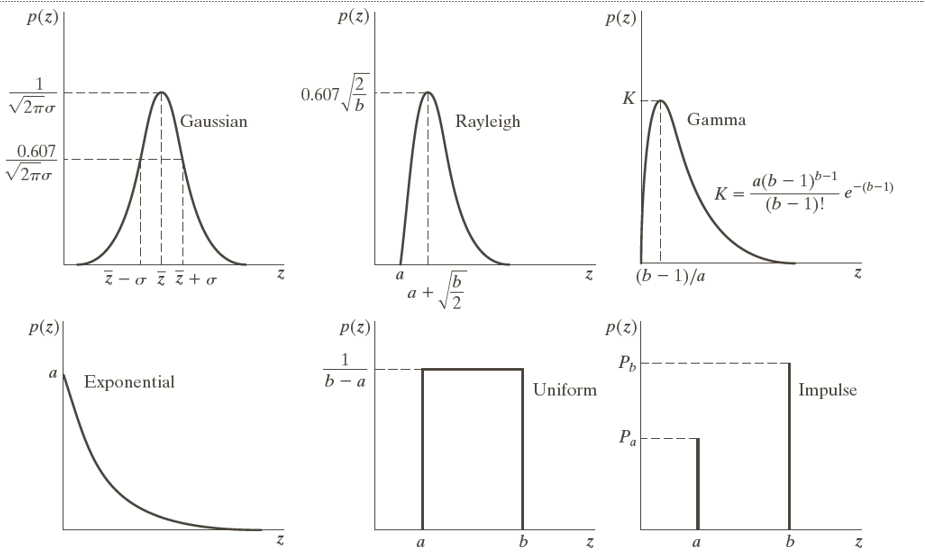 p(z)
1/√2πσ
0.607/√2πσ
Gaussian
z̄ − σ z̄ z̄ + σ z
p(z)
0.607 √2/b
Rayleigh
a z
a + √b/2
p(z)
K
Gamma
K = a(b − 1)^b−1/(b − 1)! e^−(b−1)
(b − 1)/a z
p(z)
a
Exponential
z
p(z)
1/b − a
Uniform
a b z
p(z)
P_b
Impulse
P_a
a b z